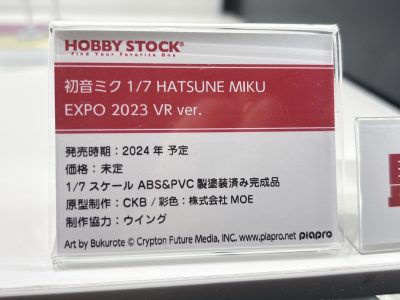 HOBBY STOCK®
Find Your Favorite One
初音ミク 1/7 HATSUNE MIKU
EXPO 2023 VR ver.
発売時期：2024 年 予定
価格：未定
1/7 スケール ABS&PVC 製塗装済み完成品
原型制作：CKB / 彩色：株式会社 MOE
制作協力：ウイング
Art by Bukurote © Crypton Future Media, INC. www.piapro.net piapro